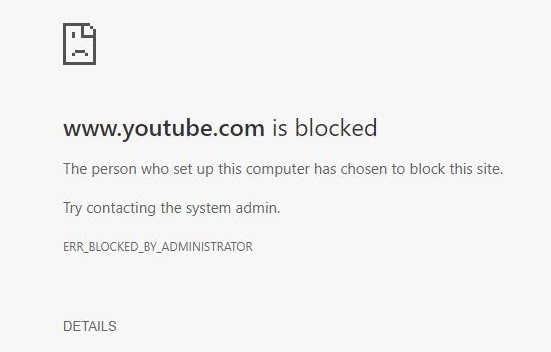 www.youtube.com is blocked
The person who set up this computer has chosen to block this site.
Try contacting the system admin.
ERR_BLOCKED_BY_ADMINISTRATOR
DETAILS